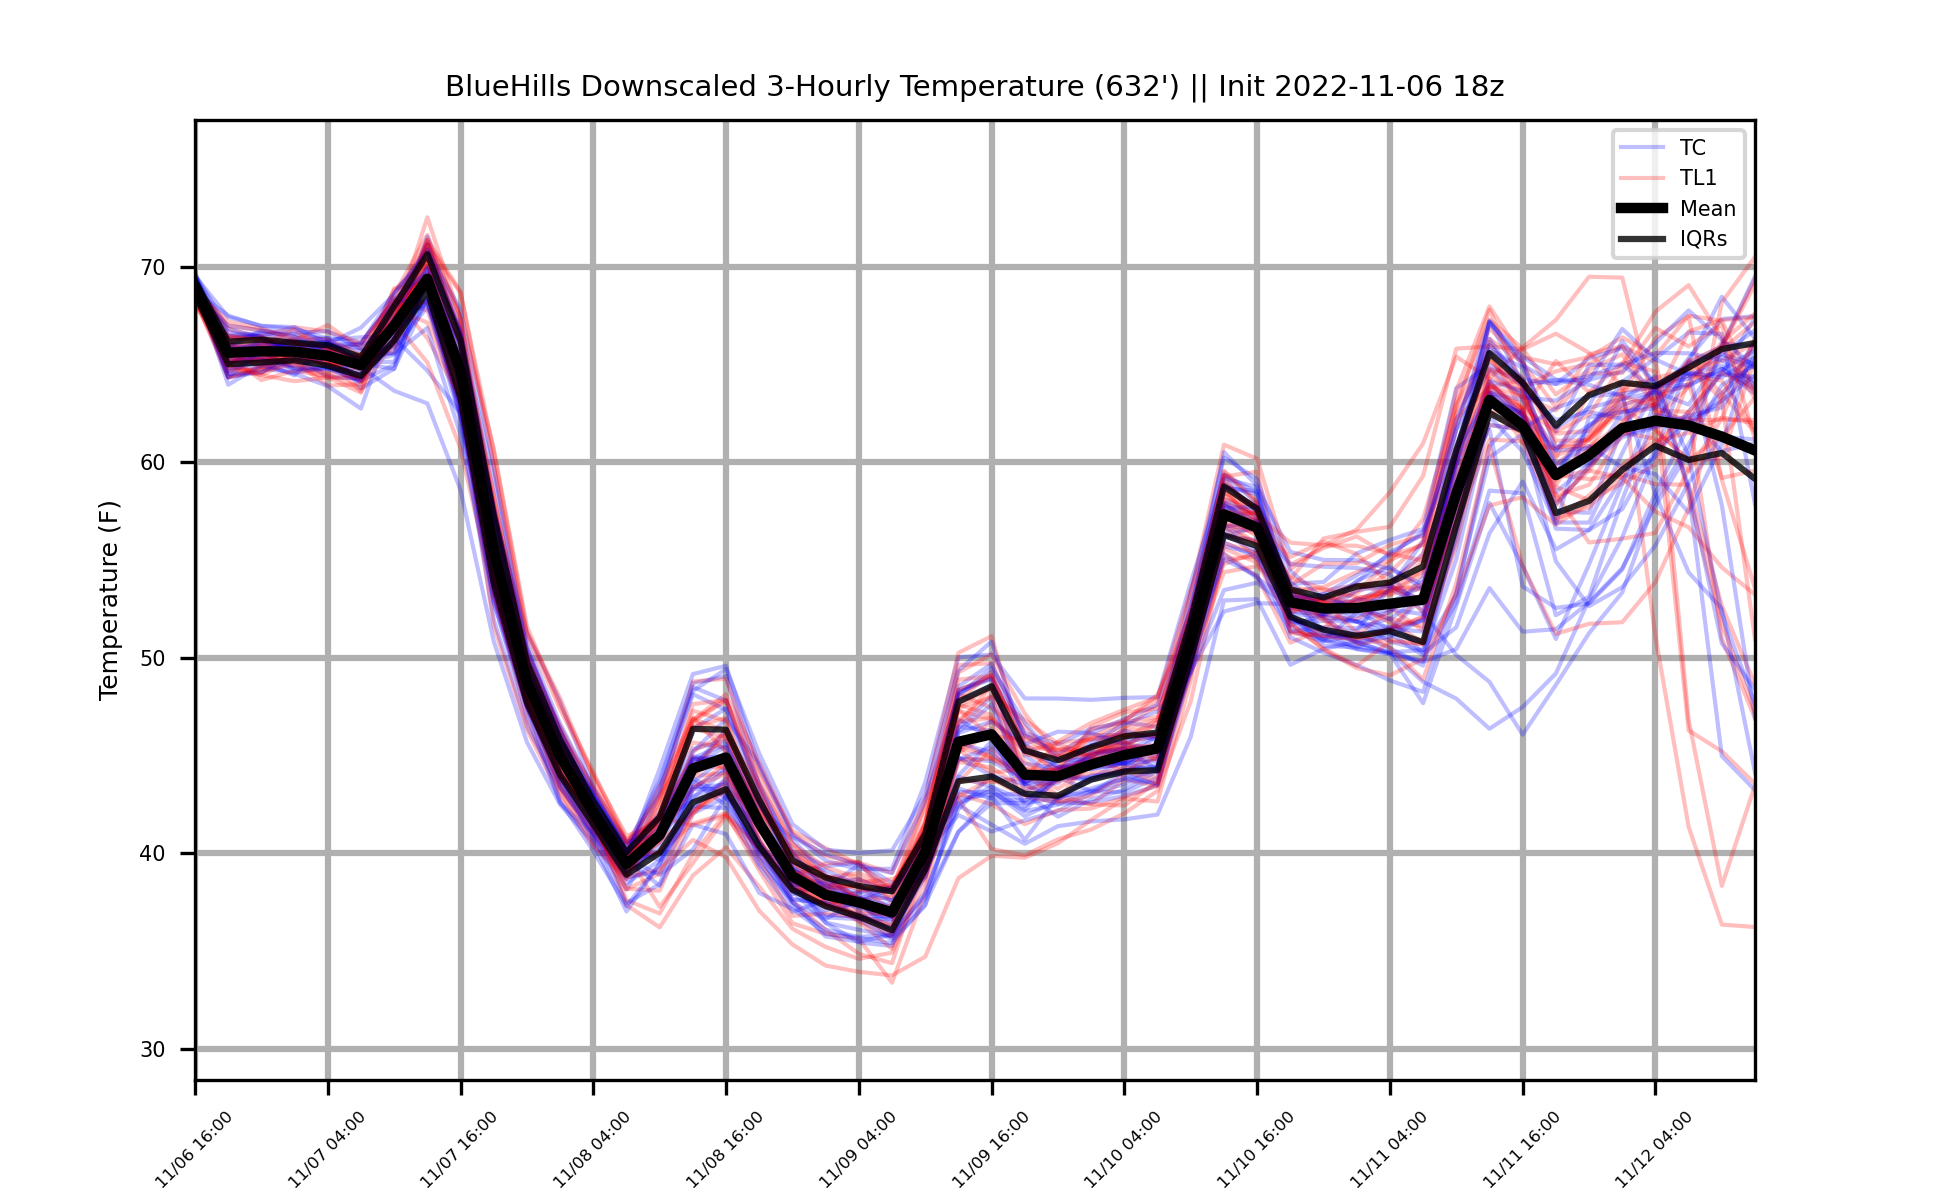 BlueHills Downscaled 3-Hourly Temperature (632') || Init 2022-11-06 18z
TC
TL1
Mean
IQRs
Temperature (F)
70
60
50
40
30
11/06 16:00
11/07 04:00
11/07 16:00
11/08 04:00
11/08 16:00
11/09 04:00
11/09 16:00
11/10 04:00
11/10 16:00
11/11 04:00
11/11 16:00
11/12 04:00